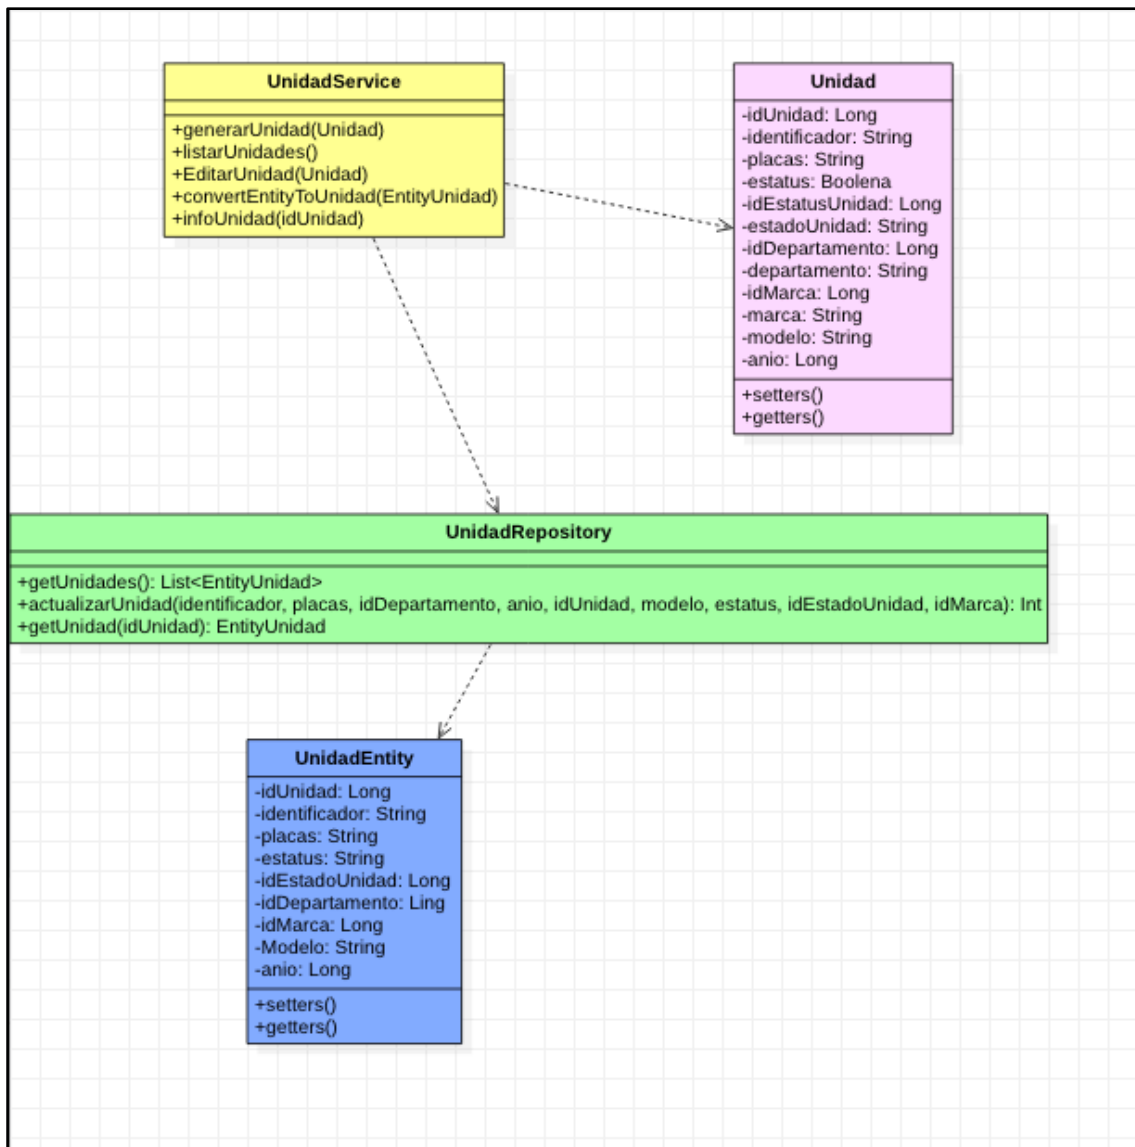 UnidadService
+generarUnidad(Unidad)
+listarUnidades()
+EditarUnidad(Unidad)
+convertEntityToUnidad(EntityUnidad)
+infoUnidad(idUnidad)
Unidad
-idUnidad: Long
-identificador: String
-placas: String
-estatus: Boolena
-idEstatusUnidad: Long
-estadoUnidad: String
-idDepartamento: Long
-departamento: String
-idMarca: Long
-marca: String
-modelo: String
-anio: Long
+setters()
+getters()
UnidadRepository
+getUnidades(): List<EntityUnidad>
+actualizarUnidad(identificador, placas, idDepartamento, anio, idUnidad, modelo, estatus, idEstadoUnidad, idMarca): Int
+getUnidad(idUnidad): EntityUnidad
UnidadEntity
-idUnidad: Long
-identificador: String
-placas: String
-estatus: String
-idEstadoUnidad: Long
-idDepartamento: Ling
-idMarca: Long
-Modelo: String
-anio: Long
+setters()
+getters()